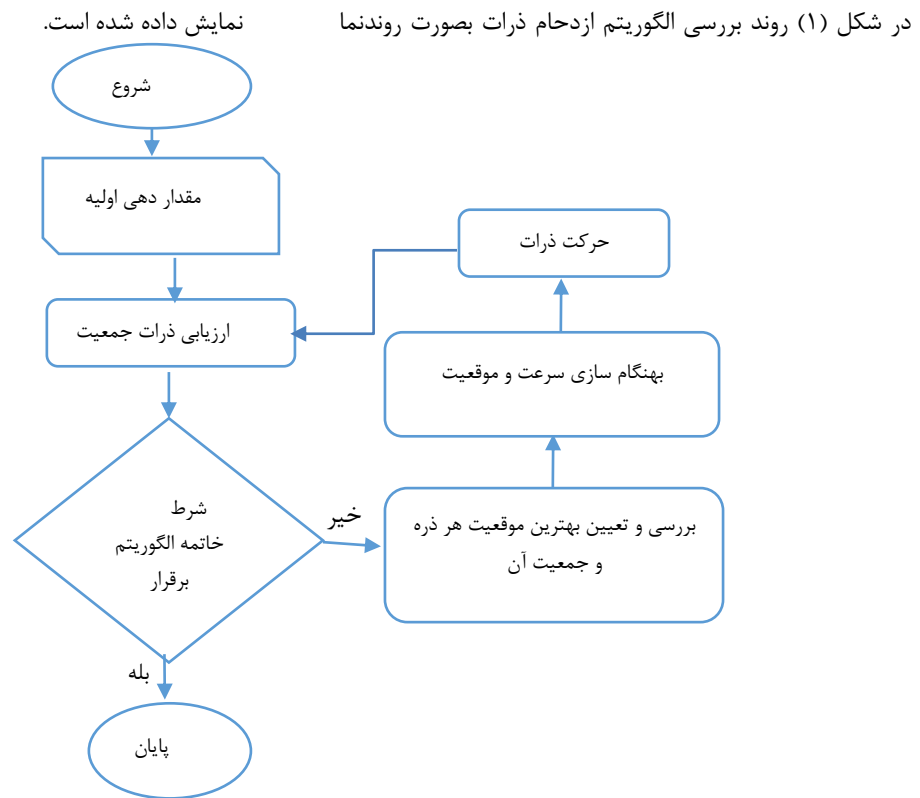 در شکل (۱) روند بررسی الگوریتم ازدحام ذرات بصورت روندنما نمایش داده شده است.
شروع
مقدار دهی اولیه
ارزیابی ذرات جمعیت
شرط
خاتمه الگوریتم
برقرار
خیر
بررسی و تعیین بهترین موقعیت هر ذره
و جمعیت آن
بهنگام سازی سرعت و موقعیت
حرکت ذرات
بله
پایان